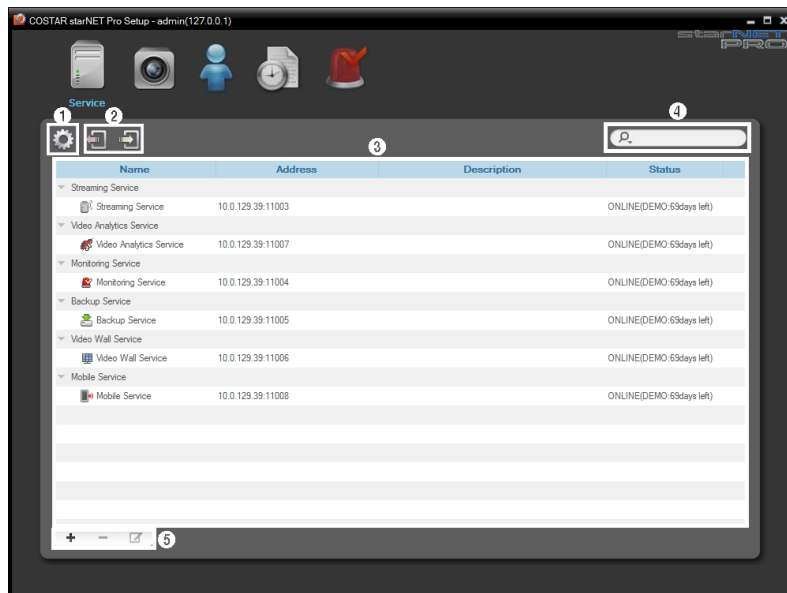 COSTAR starNET Pro Setup - admin(127.0.0.1)
starNET
PRO
Service
1
2
4
3
Name Address Description Status
Streaming Service
Streaming Service 10.0.129.39:11003 ONLINE(DEMO:69days left)
Video Analytics Service
Video Analytics Service 10.0.129.39:11007 ONLINE(DEMO:69days left)
Monitoring Service
Monitoring Service 10.0.129.39:11004 ONLINE(DEMO:69days left)
Backup Service
Backup Service 10.0.129.39:11005 ONLINE(DEMO:69days left)
Video Wall Service
Video Wall Service 10.0.129.39:11006 ONLINE(DEMO:69days left)
Mobile Service
Mobile Service 10.0.129.39:11008 ONLINE(DEMO:69days left)
5